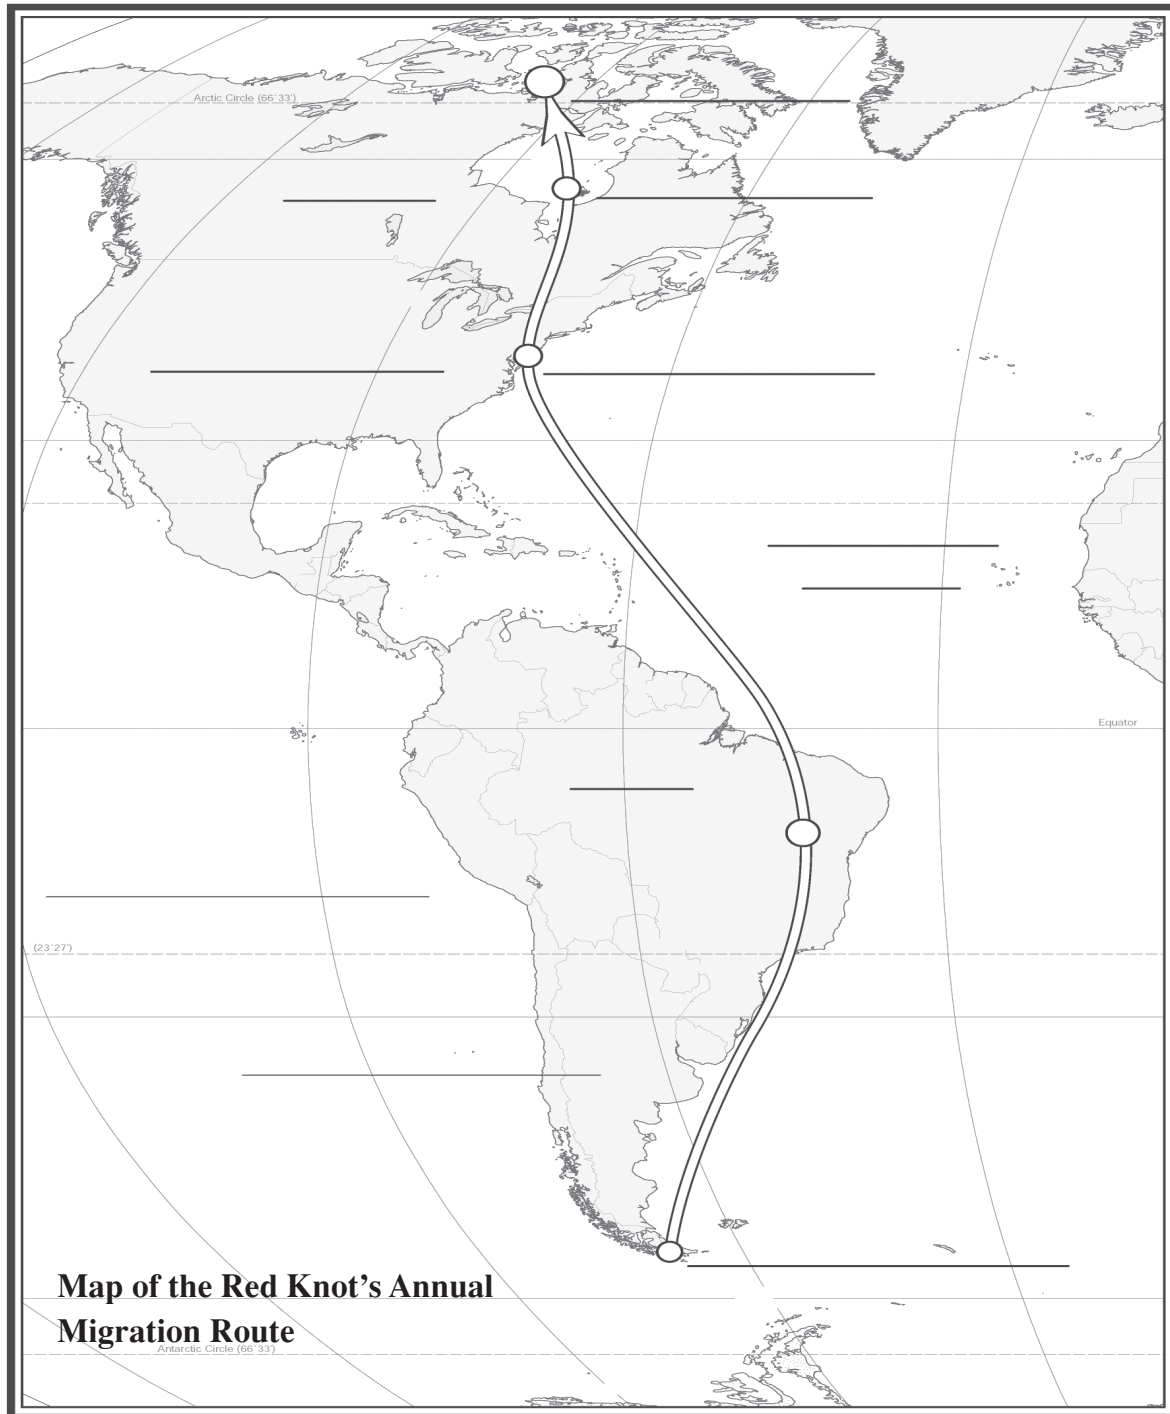 Arctic Circle (66˚33')
Equator
(23˚27')
Map of the Red Knot's Annual
Migration Route
Antarctic Circle (66˚33')